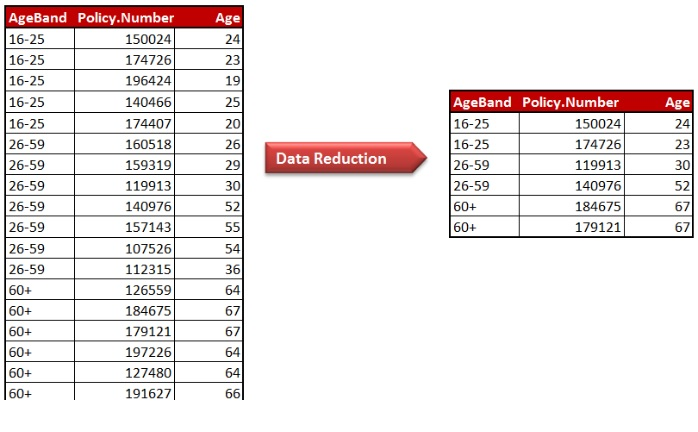 AgeBand Policy.Number Age
16-25 150024 24
16-25 174726 23
16-25 196424 19
16-25 140466 25
16-25 174407 20
26-59 160518 26
26-59 159319 29
26-59 119913 30
26-59 140976 52
26-59 157143 55
26-59 107526 54
26-59 112315 36
60+ 126559 64
60+ 184675 67
60+ 179121 67
60+ 197226 64
60+ 127480 64
60+ 191627 66
Data Reduction
AgeBand Policy.Number Age
16-25 150024 24
16-25 174726 23
26-59 119913 30
26-59 140976 52
60+ 184675 67
60+ 179121 67